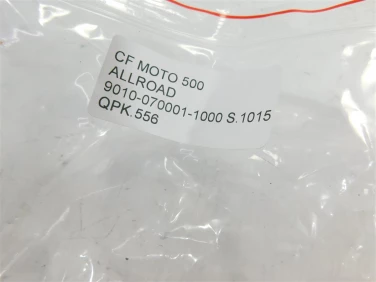 CF MOTO 500
ALLROAD
9010-070001-1000 S.1015
QPK.556